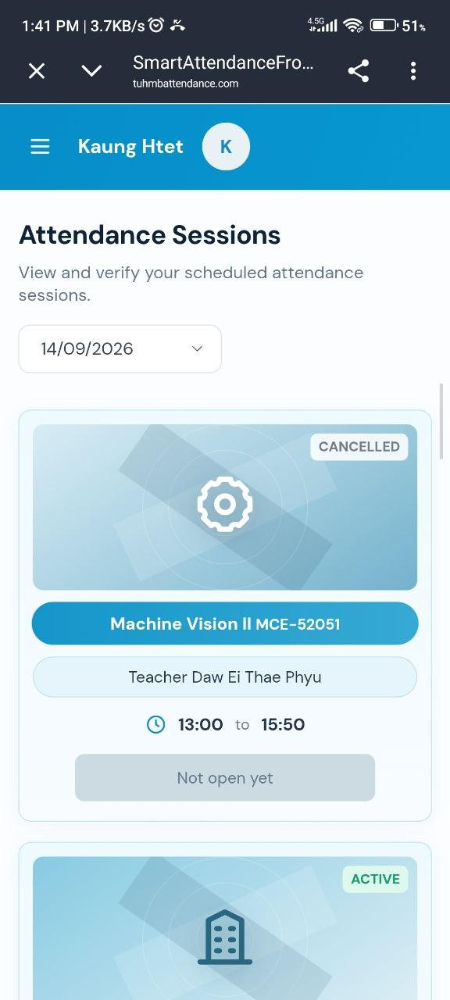 1:41 PM | 3.7KB/s
4.5G
51%
SmartAttendanceFro...
tuhmbattendance.com
Kaung Htet
K
Attendance Sessions
View and verify your scheduled attendance
sessions.
14/09/2026
CANCELLED
Machine Vision II MCE-52051
Teacher Daw Ei Thae Phyu
13:00 to 15:50
Not open yet
ACTIVE